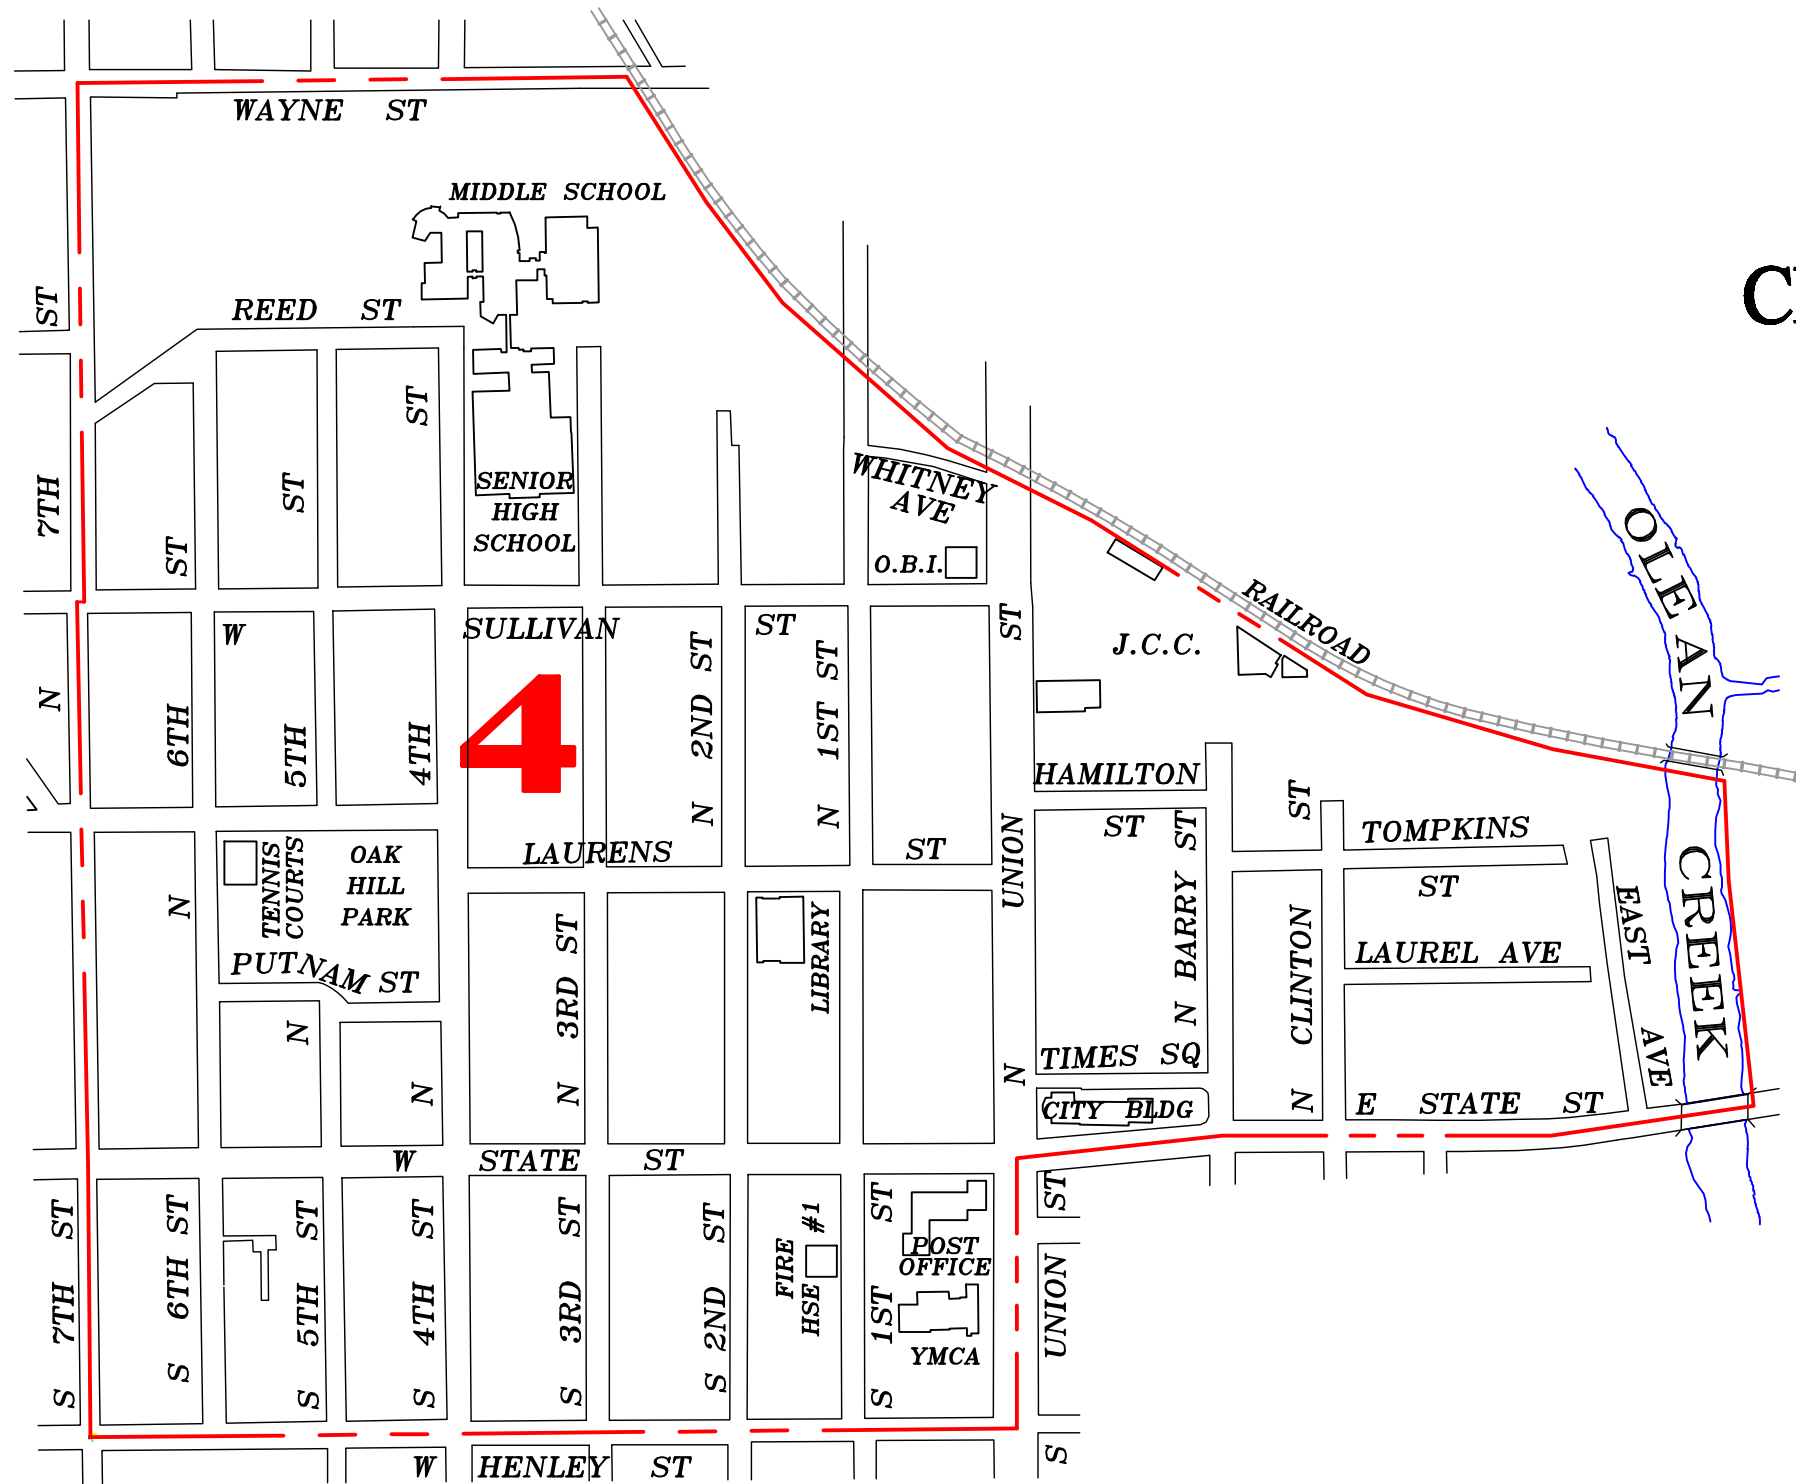 WAYNE ST
MIDDLE SCHOOL
REED ST
N 7TH ST
N 6TH ST
N 5TH ST
N 4TH ST
SENIOR
HIGH
SCHOOL
WHITNEY
AVE
O.B.I.
W SULLIVAN ST
4
N 3RD ST
N 2ND ST
N 1ST ST
N UNION ST
J.C.C.
RAILROAD
OLEAN CREEK
HAMILTON
ST
LAURENS ST
TENNIS
COURTS
OAK
HILL
PARK
PUTNAM ST
LIBRARY
N BARRY ST
N CLINTON ST
TOMPKINS
ST
LAUREL AVE
EAST AVE
TIMES SQ
CITY BLDG
E STATE ST
W STATE ST
S 7TH ST
S 6TH ST
S 5TH ST
S 4TH ST
S 3RD ST
S 2ND ST
FIRE
HSE #1
S 1ST ST
POST
OFFICE
YMCA
S UNION ST
W HENLEY ST